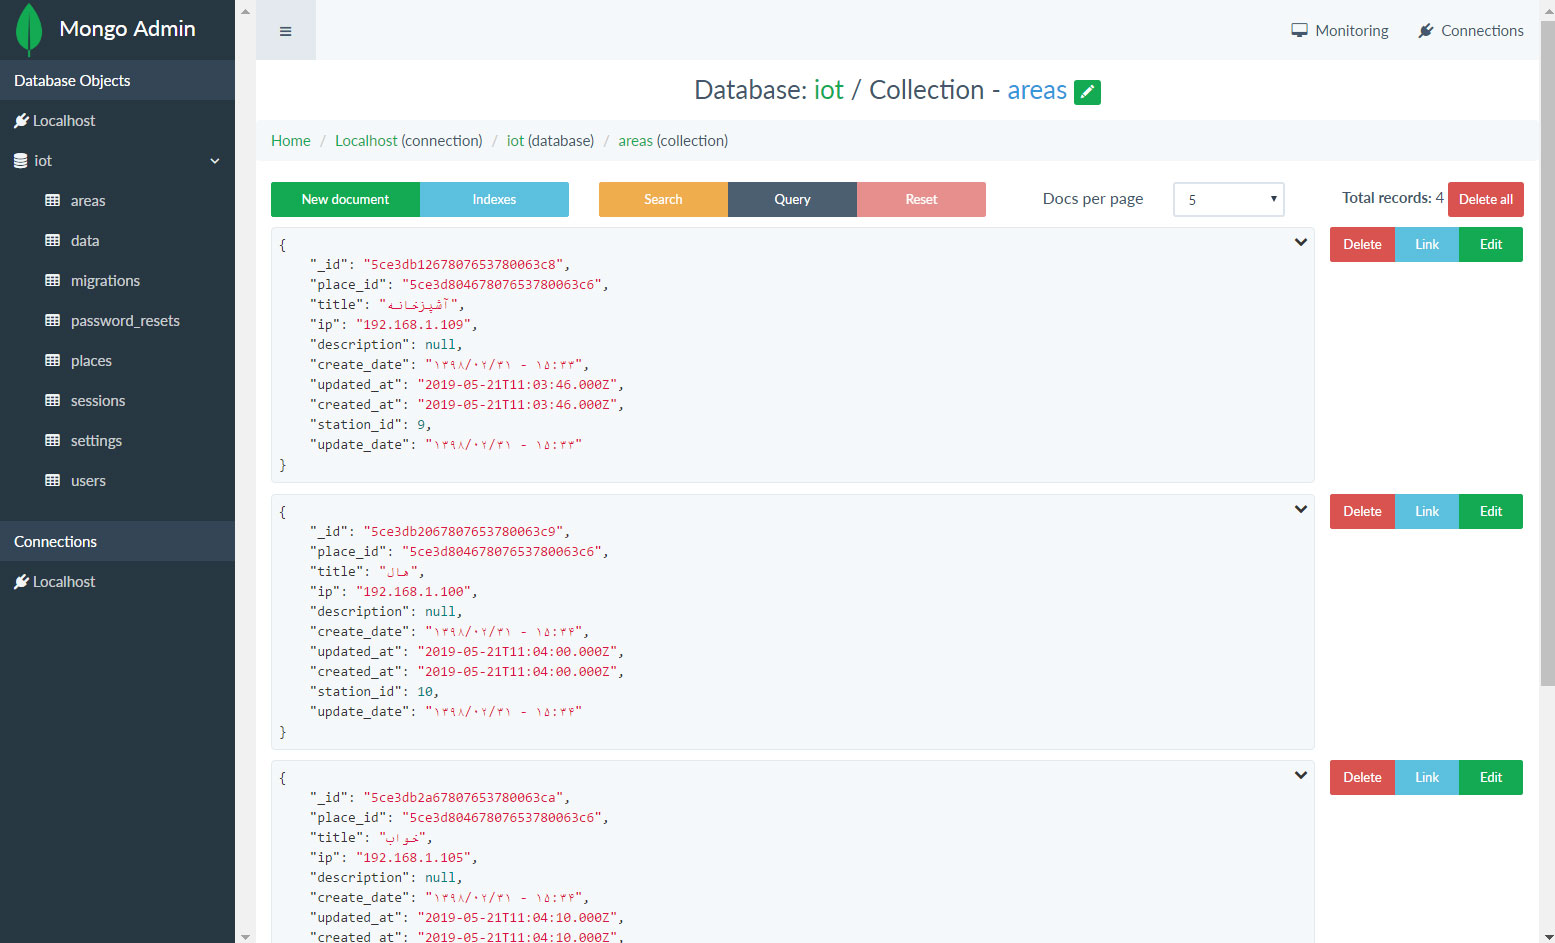 Mongo Admin
Database Objects
Localhost
iot
areas
data
migrations
password_resets
places
sessions
settings
users
Connections
Localhost
Monitoring
Connections
Database: iot / Collection - areas
Home / Localhost (connection) / iot (database) / areas (collection)
New document Indexes Search Query Reset Docs per page 5 Total records: 4 Delete all
{
"_id": "5ce3db1267807653780063c8",
"place_id": "5ce3d80467807653780063c6",
"title": "آشپزخانه",
"ip": "192.168.1.109",
"description": null,
"create_date": "۱۳۹۸/۰۲/۳۱ - ۱۵:۳۳",
"updated_at": "2019-05-21T11:03:46.000Z",
"created_at": "2019-05-21T11:03:46.000Z",
"station_id": 9,
"update_date": "۱۳۹۸/۰۲/۳۱ - ۱۵:۳۳"
}
Delete Link Edit
{
"_id": "5ce3db2067807653780063c9",
"place_id": "5ce3d80467807653780063c6",
"title": "هال",
"ip": "192.168.1.100",
"description": null,
"create_date": "۱۳۹۸/۰۲/۳۱ - ۱۵:۳۴",
"updated_at": "2019-05-21T11:04:00.000Z",
"created_at": "2019-05-21T11:04:00.000Z",
"station_id": 10,
"update_date": "۱۳۹۸/۰۲/۳۱ - ۱۵:۳۴"
}
Delete Link Edit
{
"_id": "5ce3db2a67807653780063ca",
"place_id": "5ce3d80467807653780063c6",
"title": "خواب",
"ip": "192.168.1.105",
"description": null,
"create_date": "۱۳۹۸/۰۲/۳۱ - ۱۵:۳۴",
"updated_at": "2019-05-21T11:04:10.000Z",
"created_at": "2019-05-21T11:04:10.000Z",
Delete Link Edit